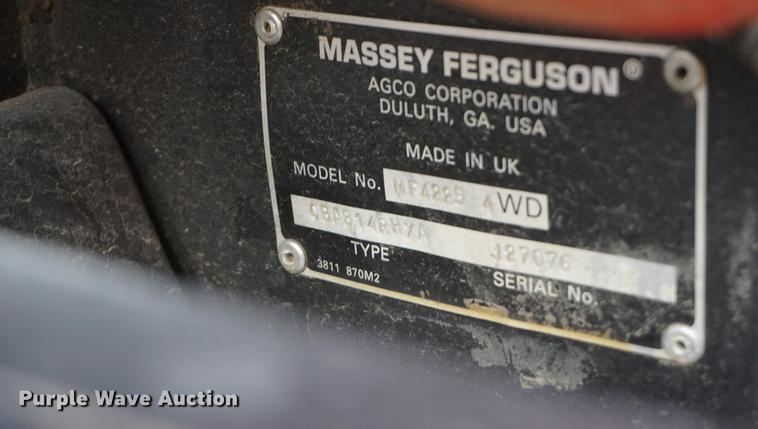 MASSEY FERGUSON®
AGCO CORPORATION
DULUTH, GA. USA
MADE IN UK
MODEL No. MF4225 4WD
J27076
TYPE SERIAL No.
3811 870M2
Purple Wave Auction